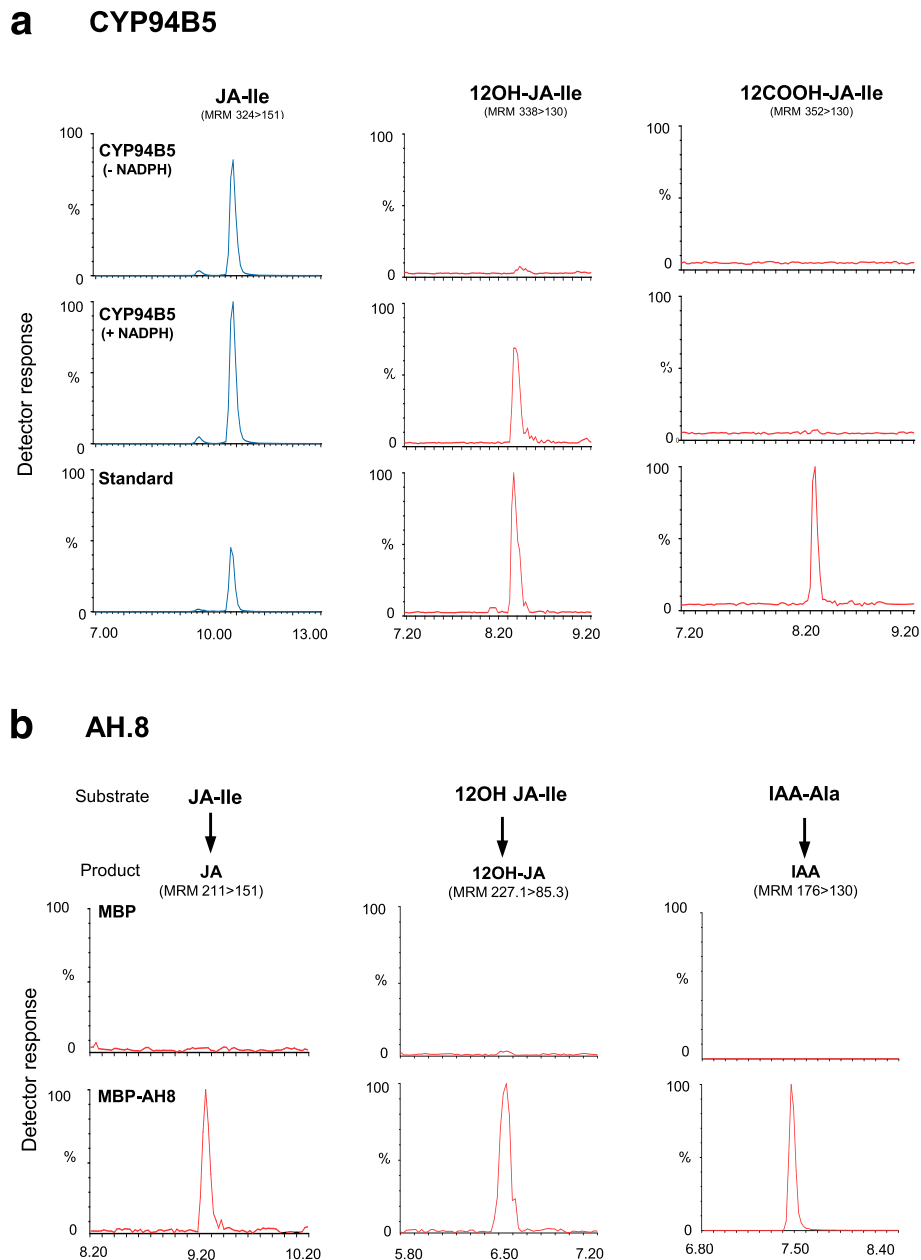 a CYP94B5
JA-Ile 12OH-JA-Ile 12COOH-JA-Ile
(MRM 324>151) (MRM 338>130) (MRM 352>130)
100 100 100
CYP94B5
(- NADPH)
% % %
0 0 0
100 100 100
CYP94B5
(+ NADPH)
% % %
0 0 0
Detector response
100 100 100
Standard
% % %
0 0 0
7.00 10.00 13.00 7.20 8.20 9.20 7.20 8.20 9.20
b AH.8
Substrate JA-Ile 12OH JA-Ile IAA-Ala
Product JA 12OH-JA IAA
(MRM 211>151) (MRM 227.1>85.3) (MRM 176>130)
100 100 100
MBP
% % %
0 0 0
Detector response
100 100 100
MBP-AH8
% % %
0 0 0
8.20 9.20 10.20 5.80 6.50 7.20 6.80 7.50 8.40